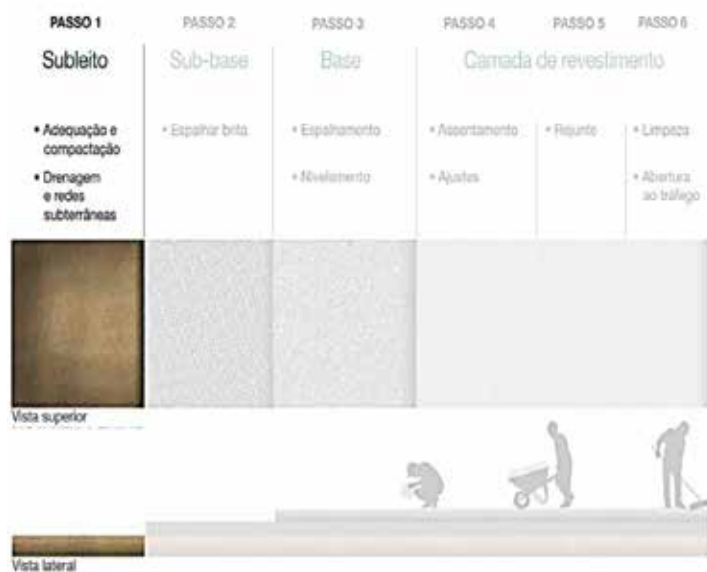 PASSO 1
PASSO 2
PASSO 3
PASSO 4
PASSO 5
PASSO 6
Subleito
Sub-base
Base
Camada de revestimento
• Adequação e
compactação
• Drenagem
e redes
subterrâneas
• Espalhar brita
• Espalhamento
• Nivelamento
• Assentamento
• Ajustes
• Rejunte
• Limpeza
• Abertura
ao tráfego
Vista superior
Vista lateral